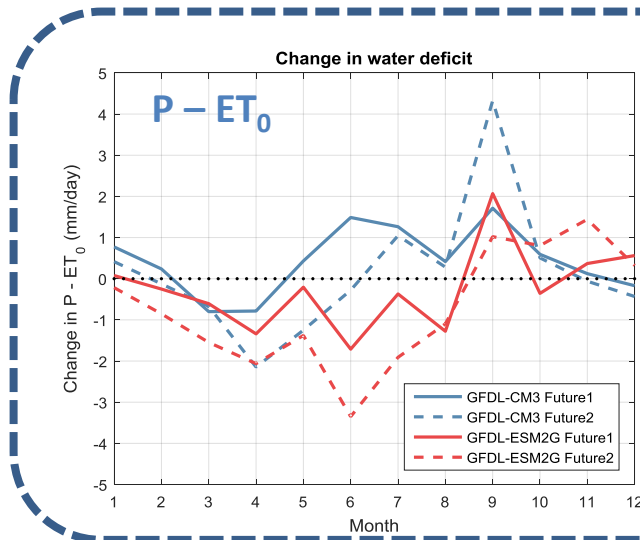 Change in water deficit
P – ET0
5
4
3
2
1
0
-1
-2
-3
-4
-5
Change in P - ET0 (mm/day)
GFDL-CM3 Future1
GFDL-CM3 Future2
GFDL-ESM2G Future1
GFDL-ESM2G Future2
1 2 3 4 5 6 7 8 9 10 11 12
Month